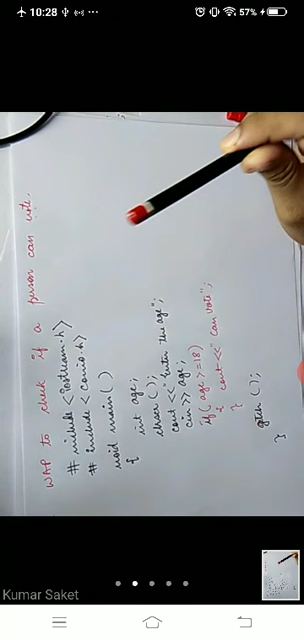 10:28
57%
WAP to check if a person can vote.
# include <iostream.h>
# include <conio.h>
void main ()
{ int age;
clrscr ();
cout << "Enter the age";
cin >> age;
if (age >= 18)
{ cout << "can vote";
}
getch ();
}
Kumar Saket